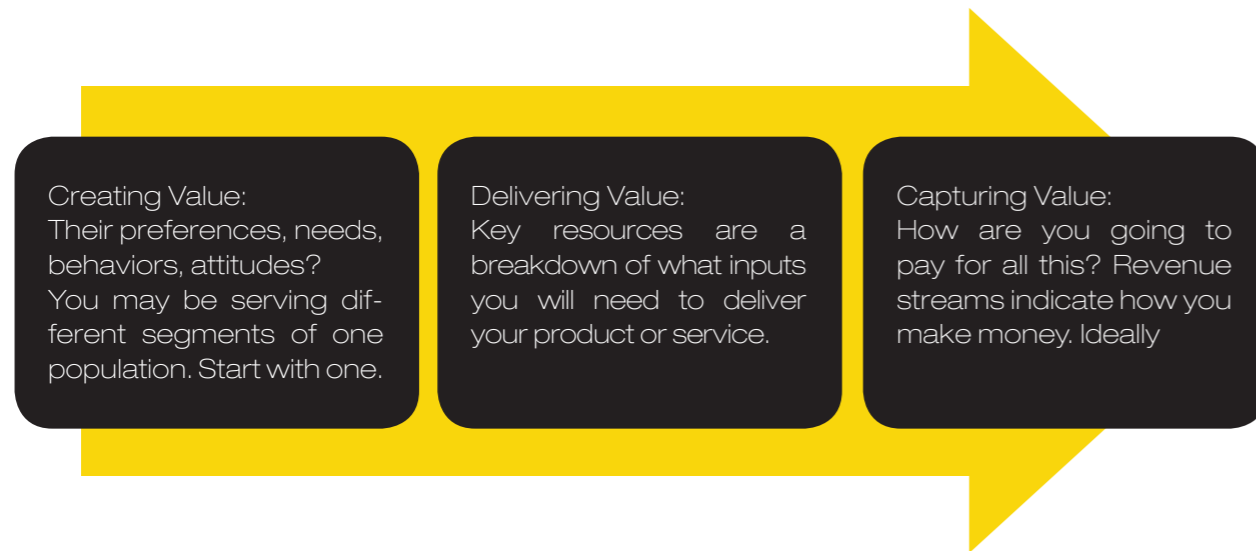 Creating Value:
Their preferences, needs,
behaviors, attitudes?
You may be serving dif-
ferent segments of one
population. Start with one.
Delivering Value:
Key resources are a
breakdown of what inputs
you will need to deliver
your product or service.
Capturing Value:
How are you going to
pay for all this? Revenue
streams indicate how you
make money. Ideally